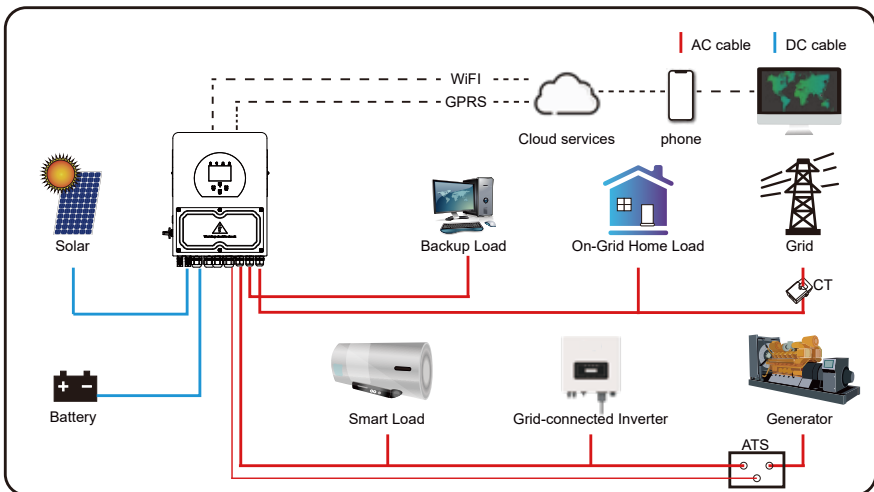 AC cable
DC cable
WiFI
GPRS
Cloud services
phone
Solar
Backup Load
On-Grid Home Load
Grid
CT
Battery
Smart Load
Grid-connected Inverter
Generator
ATS